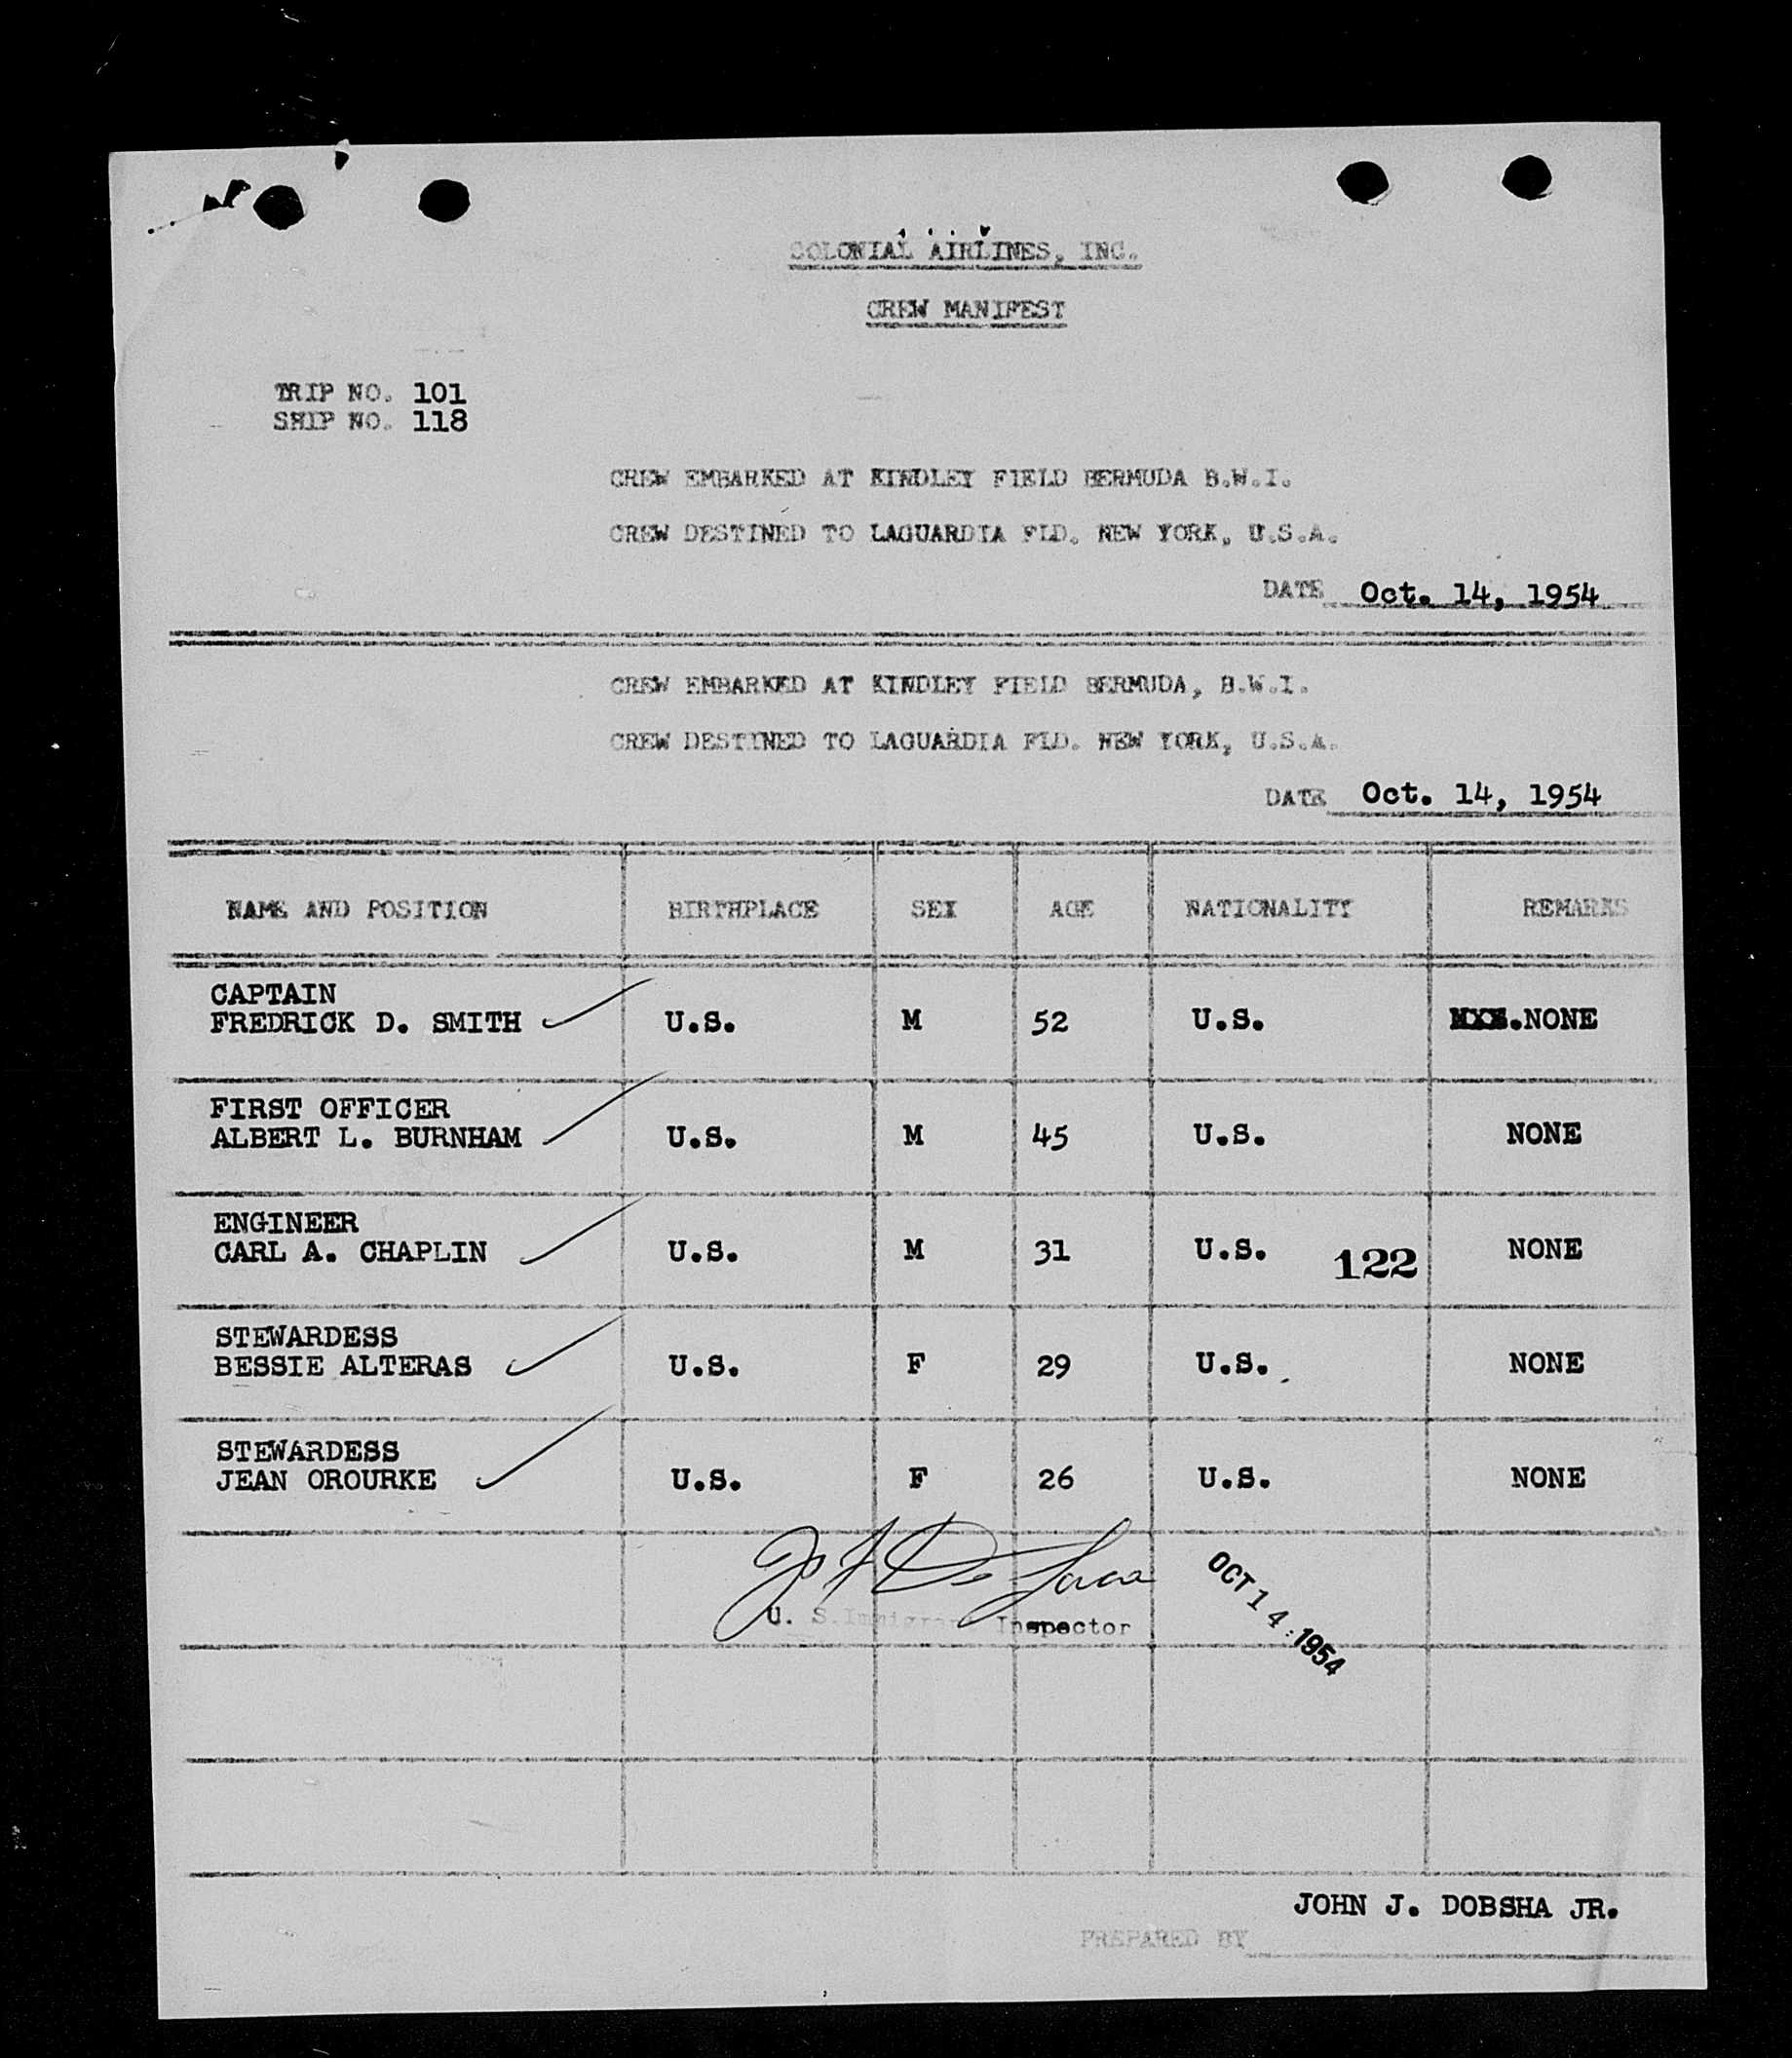 COLONIAL AIRLINES, INC.
CREW MANIFEST
TRIP NO. 101
SHIP NO. 118
CREW EMBARKED AT KINDLEY FIELD BERMUDA B.W.I.
CREW DESTINED TO LAGUARDIA FLD. NEW YORK, U.S.A.
DATE Oct. 14, 1954
CREW EMBARKED AT KINDLEY FIELD BERMUDA, B.W.I.
CREW DESTINED TO LAGUARDIA FLD. NEW YORK, U.S.A.
DATE Oct. 14, 1954
NAME AND POSITION BIRTHPLACE SEX AGE NATIONALITY REMARKS
CAPTAIN
FREDRICK D. SMITH U.S. M 52 U.S. NONE
FIRST OFFICER
ALBERT L. BURNHAM U.S. M 45 U.S. NONE
ENGINEER
CARL A. CHAPLIN U.S. M 31 U.S. 122 NONE
STEWARDESS
BESSIE ALTERAS U.S. F 29 U.S. NONE
STEWARDESS
JEAN OROURKE U.S. F 26 U.S. NONE
OCT 14 1954
U. S. Immigrant Inspector
JOHN J. DOBSHA JR.
PREPARED BY